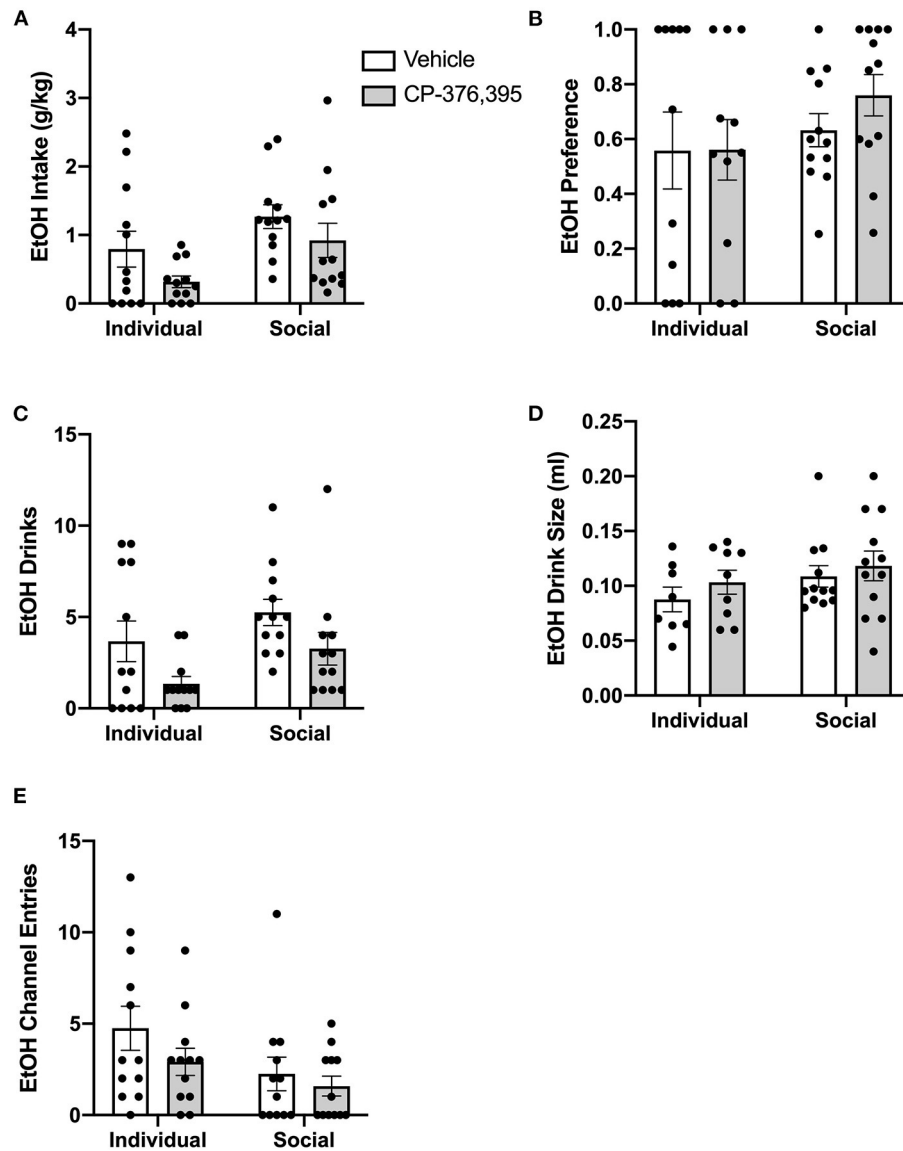 A
EtOH Intake (g/kg)
4
3
2
1
0
Individual
Social
Vehicle
CP-376,395
B
EtOH Preference
1.0
0.8
0.6
0.4
0.2
0.0
Individual
Social
C
EtOH Drinks
15
10
5
0
Individual
Social
D
EtOH Drink Size (ml)
0.25
0.20
0.15
0.10
0.05
0.00
Individual
Social
E
EtOH Channel Entries
15
10
5
0
Individual
Social